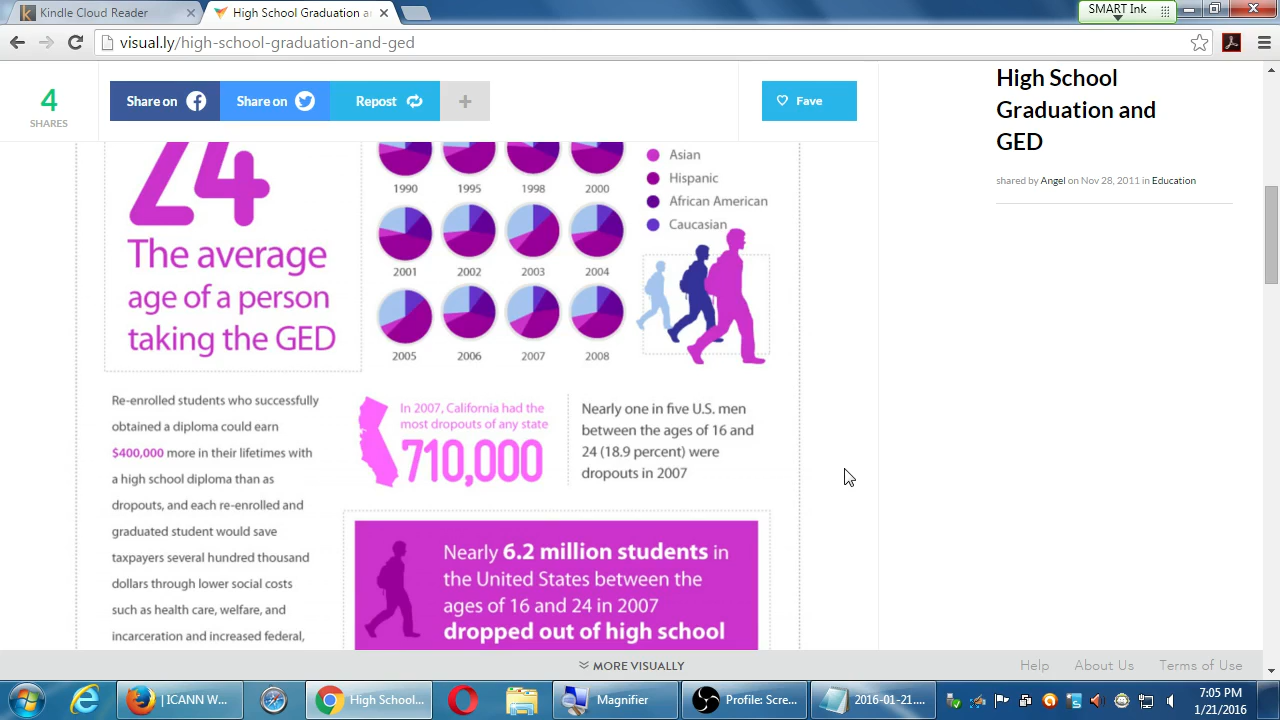 Kindle Cloud Reader
High School Graduation an
SMART Ink
visual.ly/high-school-graduation-and-ged
4
SHARES
Share on
Share on
Repost
+
Fave
High School
Graduation and
GED
shared by Angel on Nov 28, 2011 in Education
24
The average
age of a person
taking the GED
1990
1995
1998
2000
2001
2002
2003
2004
2005
2006
2007
2008
Asian
Hispanic
African American
Caucasian
Re-enrolled students who successfully
obtained a diploma could earn
$400,000 more in their lifetimes with
a high school diploma than as
dropouts, and each re-enrolled and
graduated student would save
taxpayers several hundred thousand
dollars through lower social costs
such as health care, welfare, and
incarceration and increased federal,
In 2007, California had the
most dropouts of any state
710,000
Nearly one in five U.S. men
between the ages of 16 and
24 (18.9 percent) were
dropouts in 2007
Nearly 6.2 million students in
the United States between the
ages of 16 and 24 in 2007
dropped out of high school
MORE VISUALLY
Help
About Us
Terms of Use
| ICANN W...
High School...
Magnifier
Profile: Scre...
2016-01-21....
7:05 PM
1/21/2016